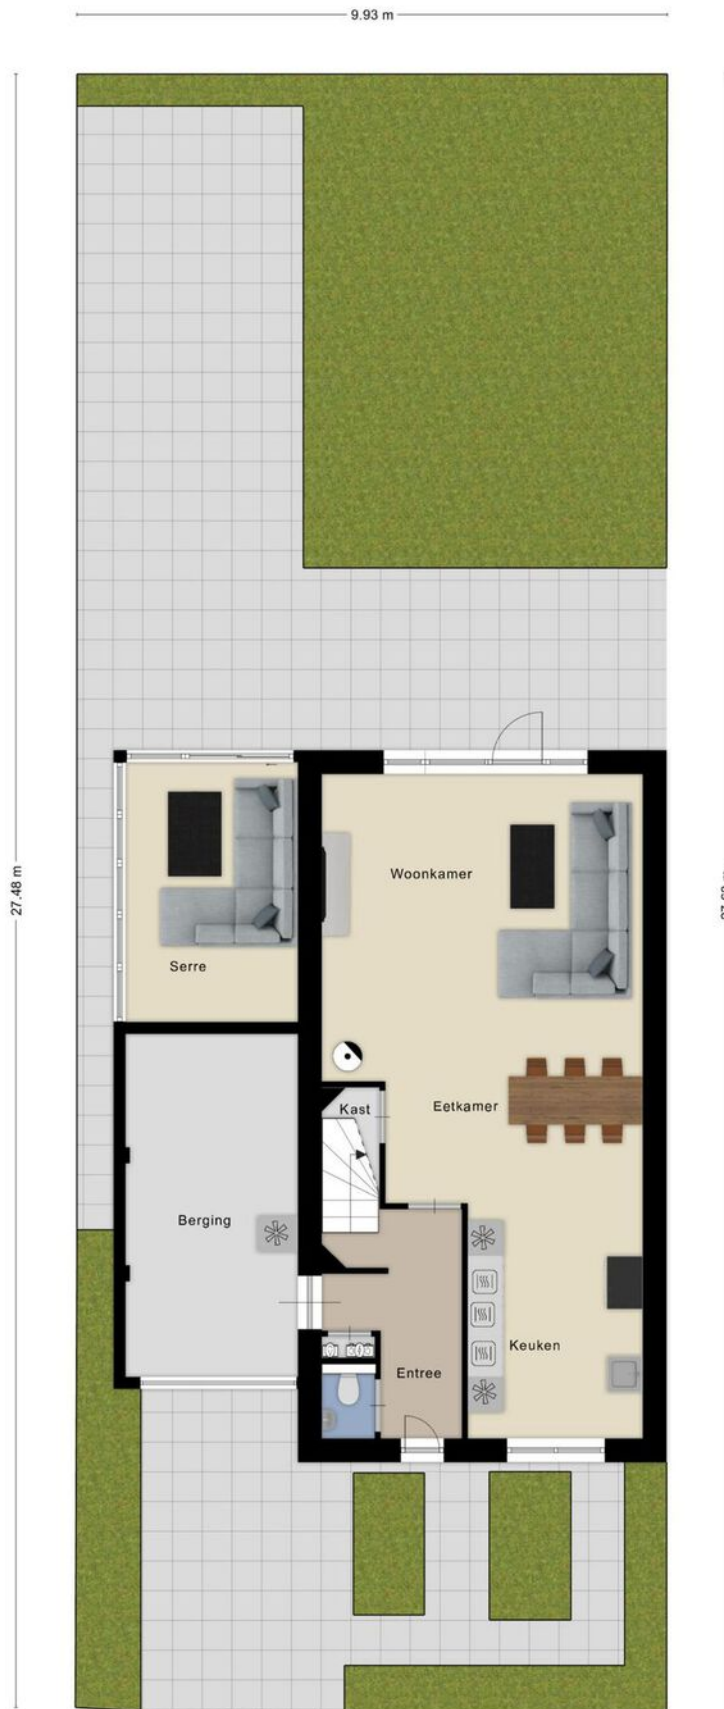 9.93 m
27.48 m
Woonkamer
Serre
Kast
Eetkamer
Berging
Keuken
Entree